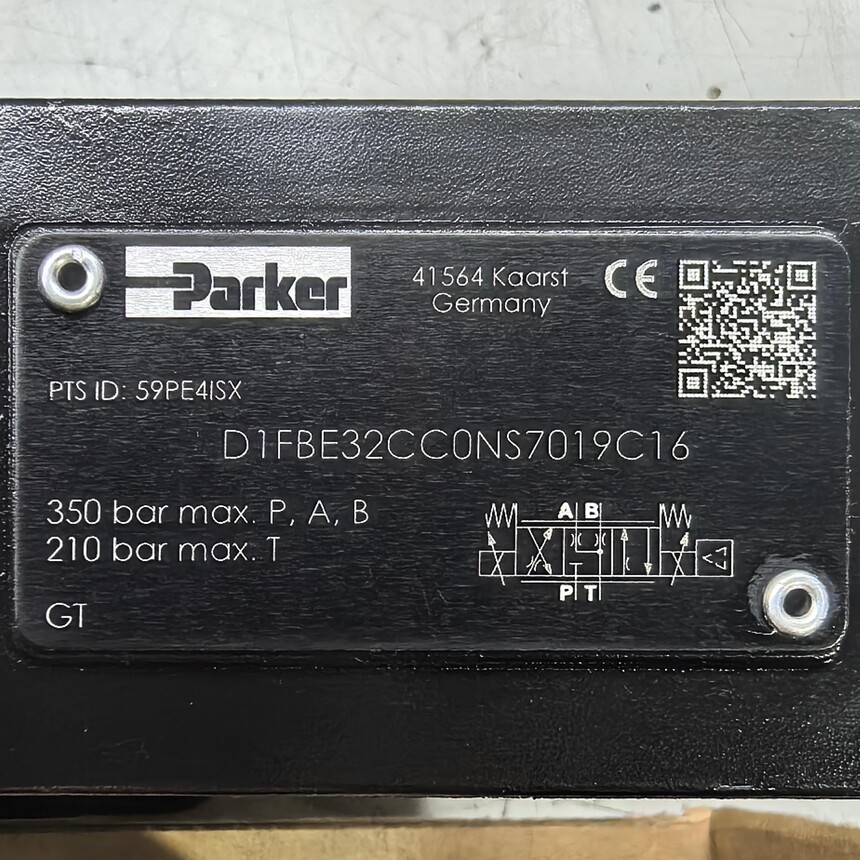 Parker
41564 Kaarst
Germany
CE
PTS ID: 59PE4ISX
D1FBE32CC0NS7019C16
350 bar max. P, A, B
210 bar max. T
A B
P T
GT